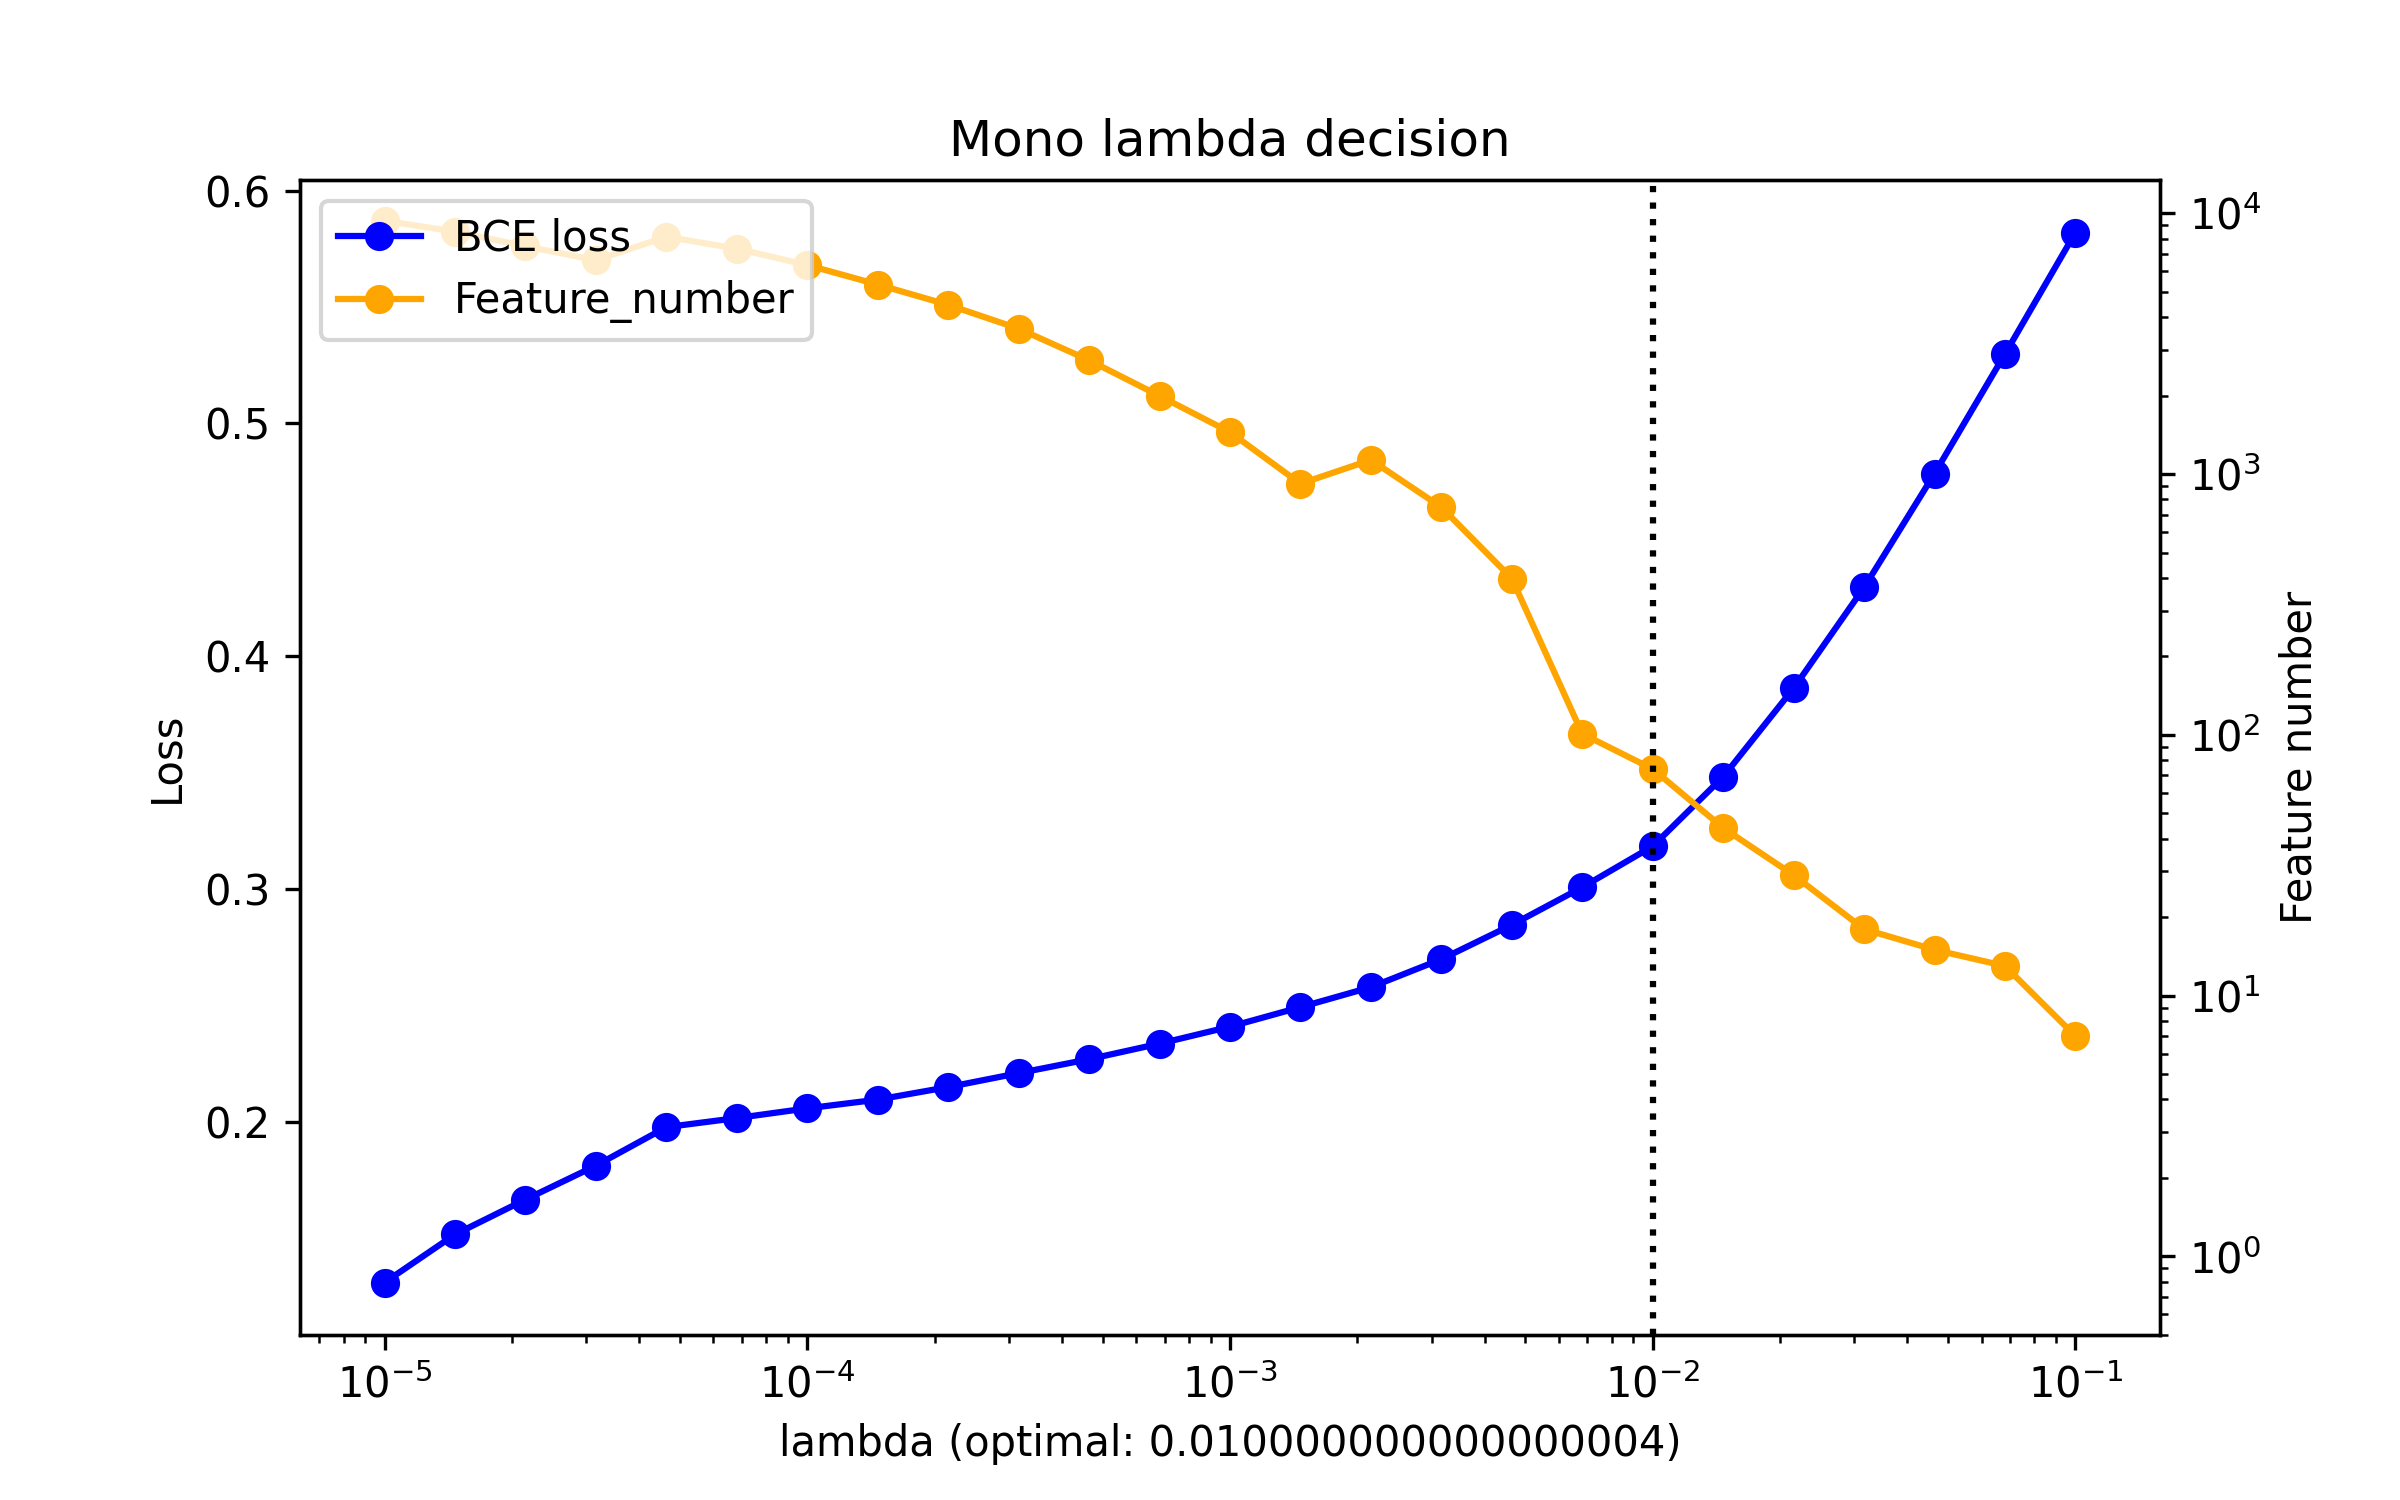 Mono lambda decision
BCE loss
Feature_number
0.6
0.5
0.4
0.3
0.2
Loss
10⁴
10³
10²
10¹
10⁰
Feature number
10⁻⁵
10⁻⁴
10⁻³
10⁻²
10⁻¹
lambda (optimal: 0.010000000000000004)